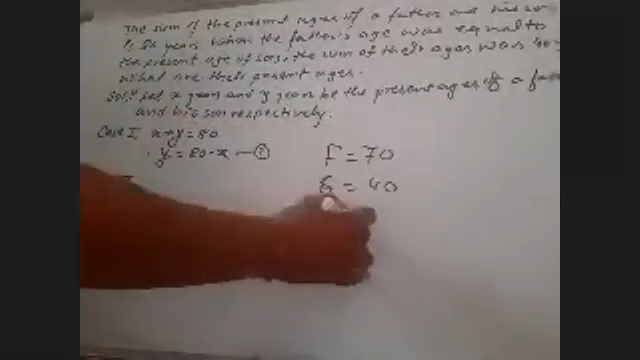 The sum of the present ages of a father and his son
is 80 years when the father's age was equal to
the present age of son, the sum of their ages was 40
What are their present ages.
Solⁿ Let x years and y years be the present ages of a
and his son respectively.
Case I, x+y=80
y=80-x —①
F = 70
S = 40